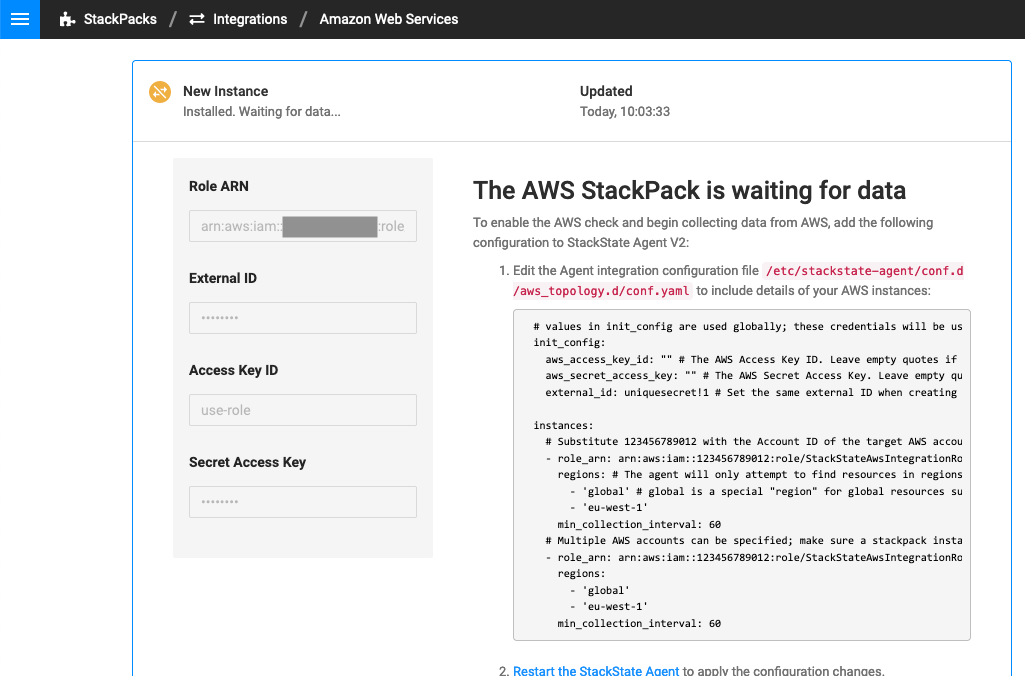 StackPacks / Integrations / Amazon Web Services
New Instance
Installed. Waiting for data...
Updated
Today, 10:03:33
Role ARN
arn:aws:iam:: :role
External ID
••••••••
Access Key ID
use-role
Secret Access Key
••••••••
The AWS StackPack is waiting for data
To enable the AWS check and begin collecting data from AWS, add the following
configuration to StackState Agent V2:
1. Edit the Agent integration configuration file /etc/stackstate-agent/conf.d
/aws_topology.d/conf.yaml to include details of your AWS instances:
# values in init_config are used globally; these credentials will be us
init_config:
aws_access_key_id: "" # The AWS Access Key ID. Leave empty quotes if
aws_secret_access_key: "" # The AWS Secret Access Key. Leave empty qu
external_id: uniquesecret!1 # Set the same external ID when creating
instances:
# Substitute 123456789012 with the Account ID of the target AWS accou
- role_arn: arn:aws:iam::123456789012:role/StackStateAwsIntegrationRo
regions: # The agent will only attempt to find resources in regions
- 'global' # global is a special "region" for global resources su
- 'eu-west-1'
min_collection_interval: 60
# Multiple AWS accounts can be specified; make sure a stackpack insta
- role_arn: arn:aws:iam::123456789012:role/StackStateAwsIntegrationRo
regions:
- 'global'
- 'eu-west-1'
min_collection_interval: 60
2. Restart the StackState Agent to apply the configuration changes.